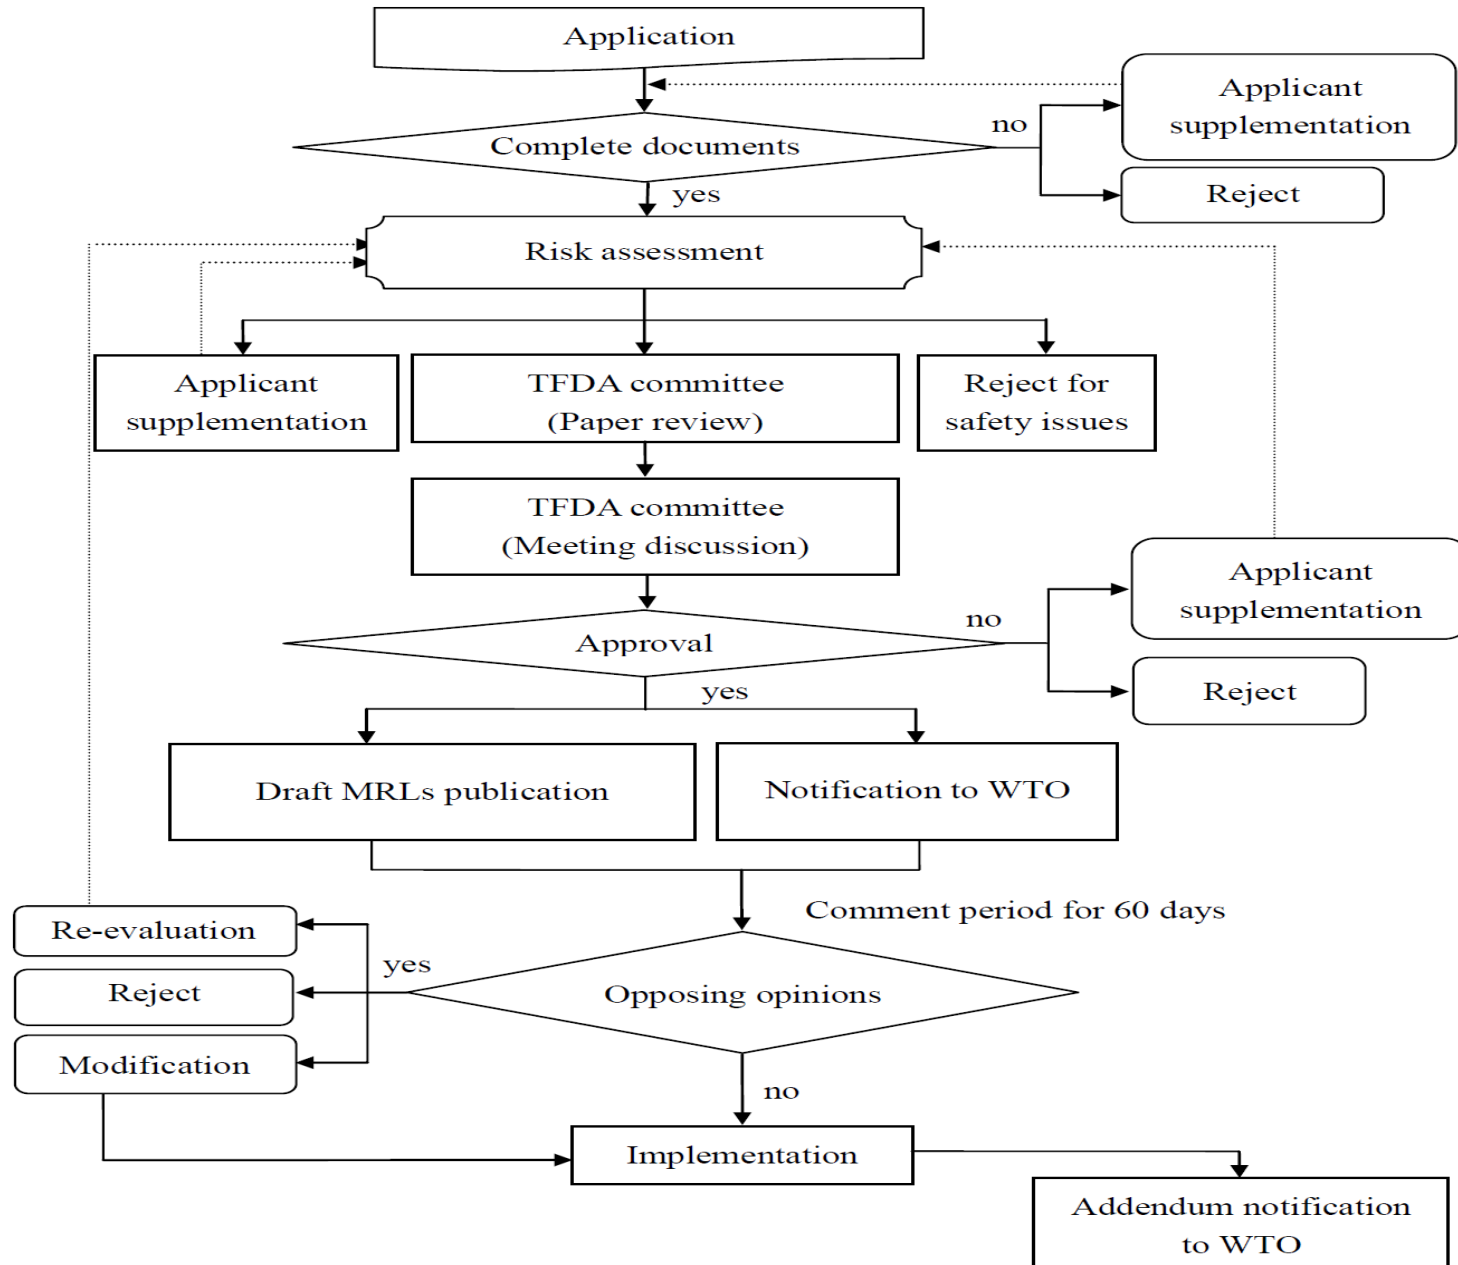 Application
Applicant
supplementation
no
Complete documents
Reject
yes
Risk assessment
Applicant
supplementation
TFDA committee
(Paper review)
Reject for
safety issues
TFDA committee
(Meeting discussion)
Applicant
supplementation
no
Approval
Reject
yes
Draft MRLs publication
Notification to WTO
Comment period for 60 days
Re-evaluation
yes
Reject
Opposing opinions
Modification
no
Implementation
Addendum notification
to WTO